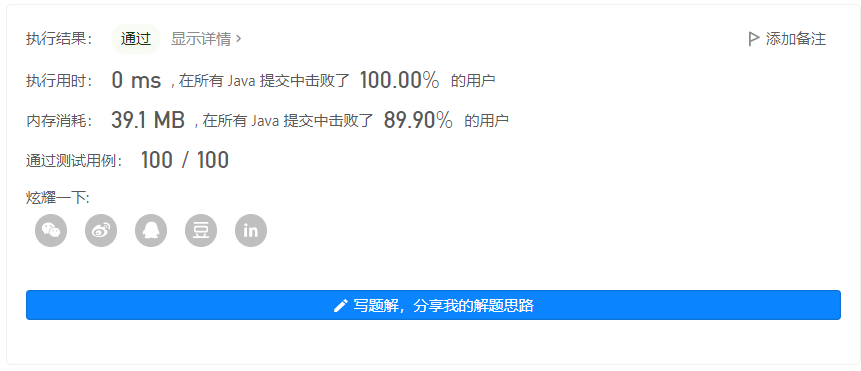 执行结果： 通过 显示详情 › 添加备注
执行用时： 0 ms , 在所有 Java 提交中击败了 100.00% 的用户
内存消耗： 39.1 MB , 在所有 Java 提交中击败了 89.90% 的用户
通过测试用例： 100 / 100
炫耀一下:
豆 in
写题解，分享我的解题思路